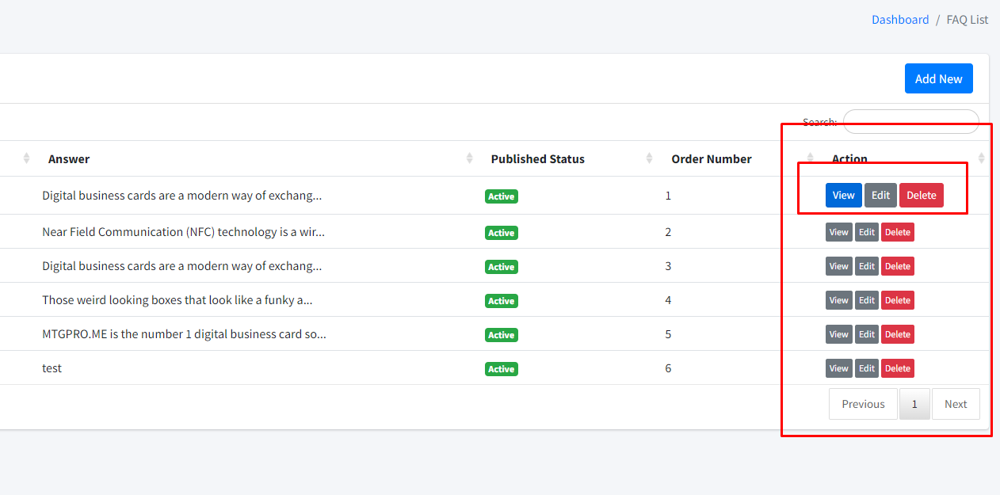 Dashboard / FAQ List
Add New
Search:
Answer Published Status Order Number Action
Digital business cards are a modern way of exchang... Active 1 View Edit Delete
Near Field Communication (NFC) technology is a wir... Active 2 View Edit Delete
Digital business cards are a modern way of exchang... Active 3 View Edit Delete
Those weird looking boxes that look like a funky a... Active 4 View Edit Delete
MTGPRO.ME is the number 1 digital business card so... Active 5 View Edit Delete
test Active 6 View Edit Delete
Previous 1 Next